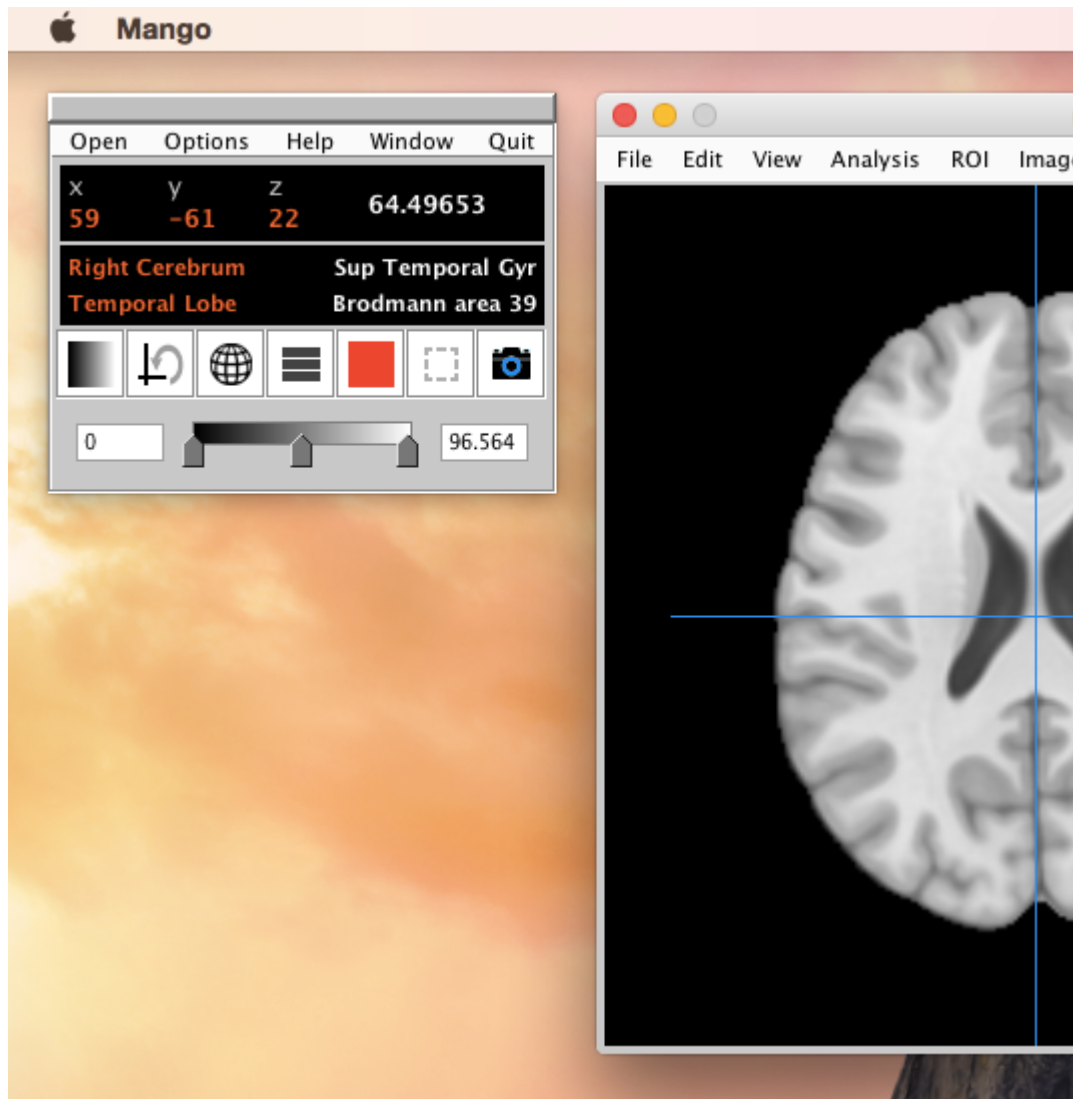 Mango
Open Options Help Window Quit
x y z
59 -61 22 64.49653
Right Cerebrum Sup Temporal Gyr
Temporal Lobe Brodmann area 39
0 96.564
File Edit View Analysis ROI